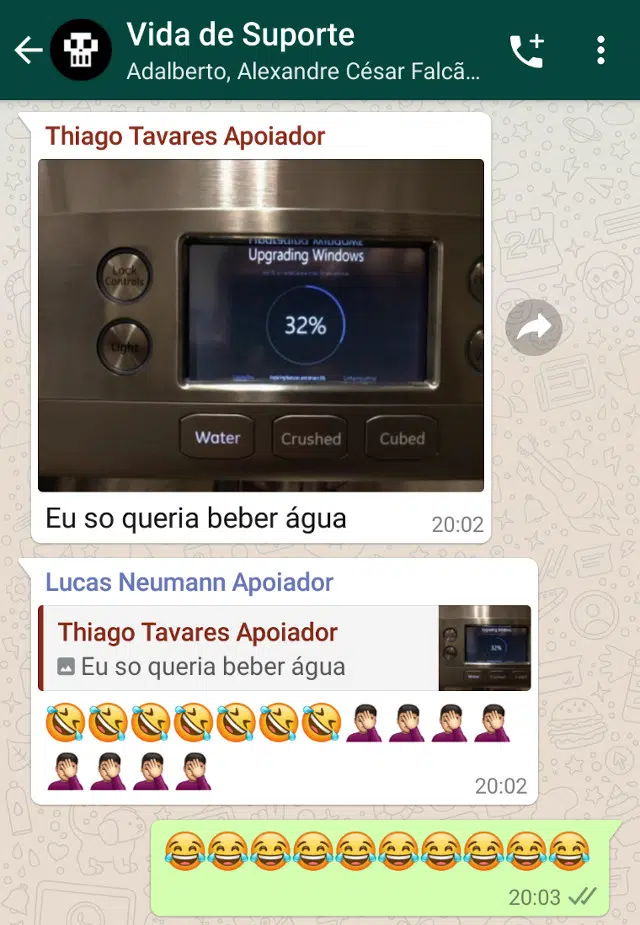 Vida de Suporte
Adalberto, Alexandre César Falcã...
Thiago Tavares Apoiador
Upgrading Windows
Lock
Controls
32%
Light
Water Crushed Cubed
Eu so queria beber água
20:02
Lucas Neumann Apoiador
Thiago Tavares Apoiador
Eu so queria beber água
🤣🤣🤣🤣🤣🤣🤣🤦🏻‍♂️🤦🏻‍♂️🤦🏻‍♂️🤦🏻‍♂️
🤦🏻‍♂️🤦🏻‍♂️🤦🏻‍♂️🤦🏻‍♂️
20:02
😂😂😂😂😂😂😂😂😂😂
20:03